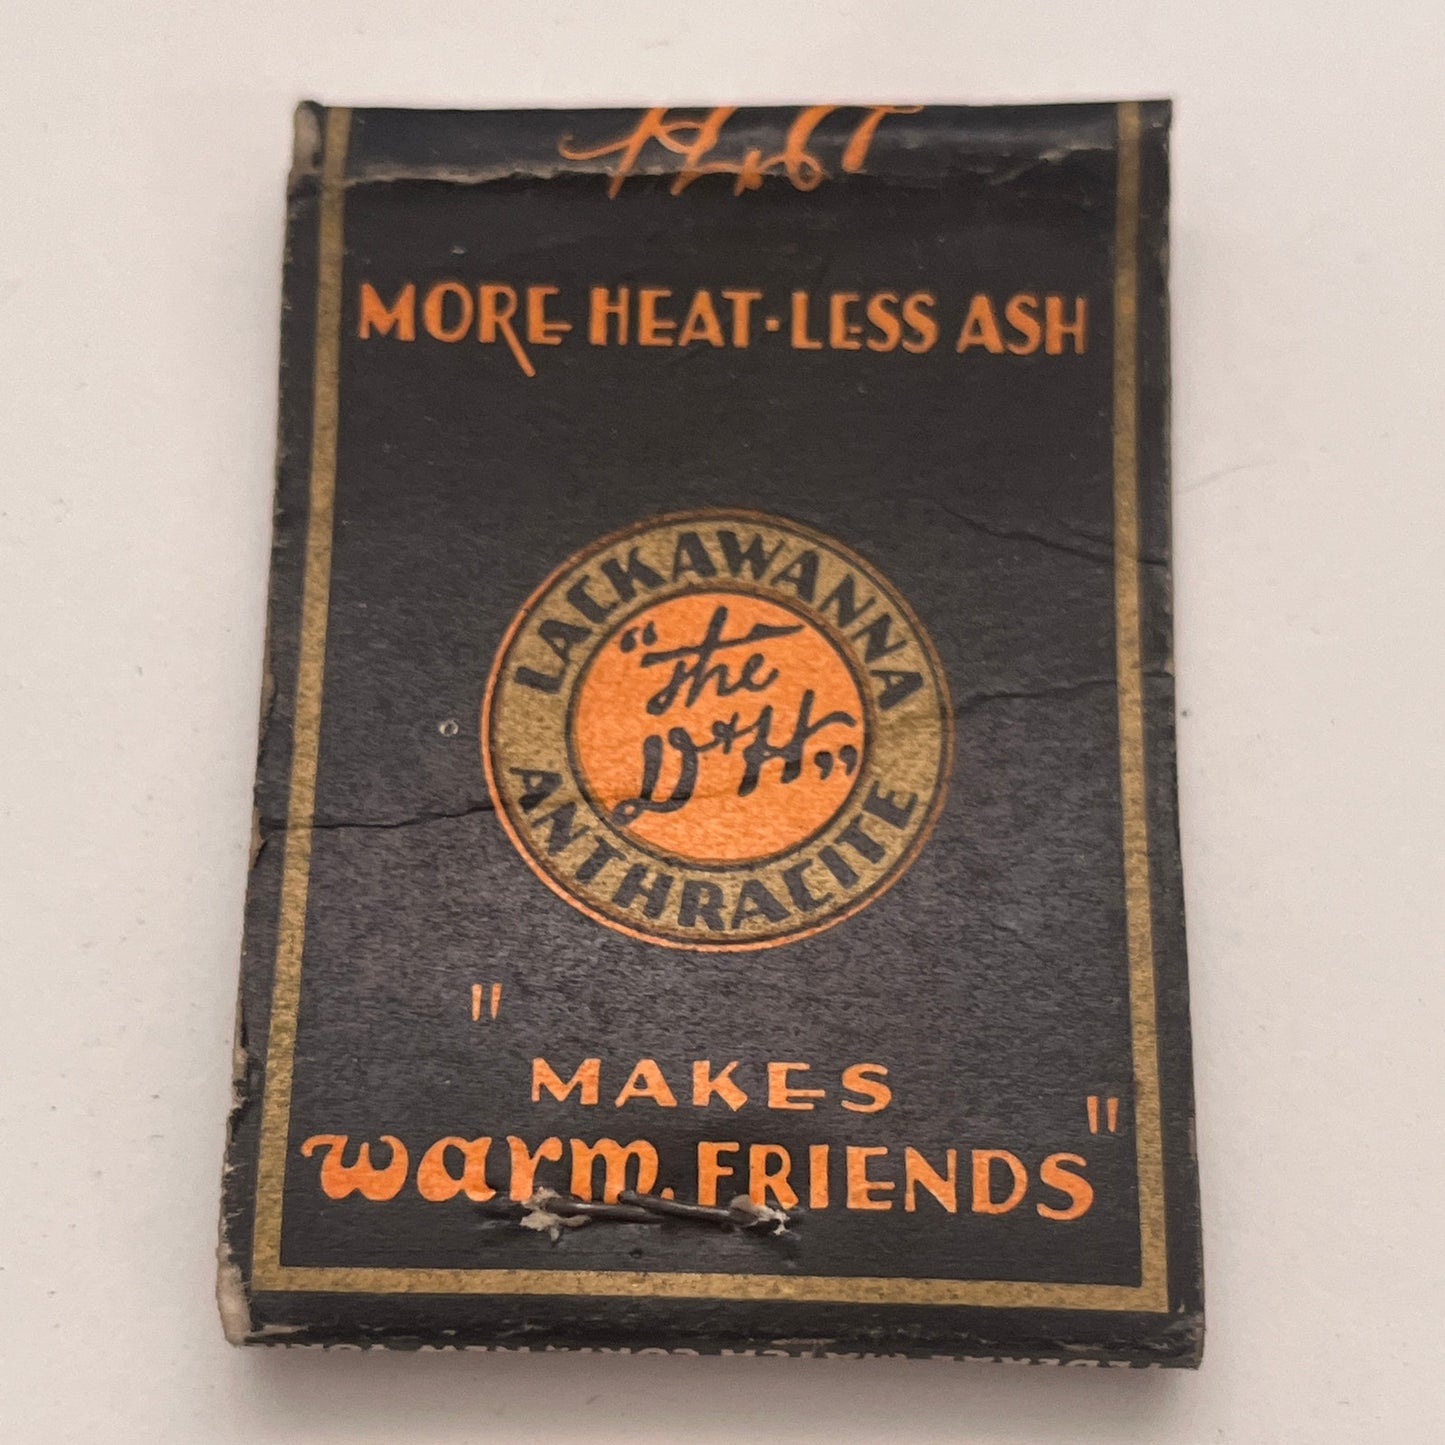 MORE HEAT·LESS ASH
LACKAWANNA
"The
D&H"
ANTHRACITE
"MAKES
warm FRIENDS"